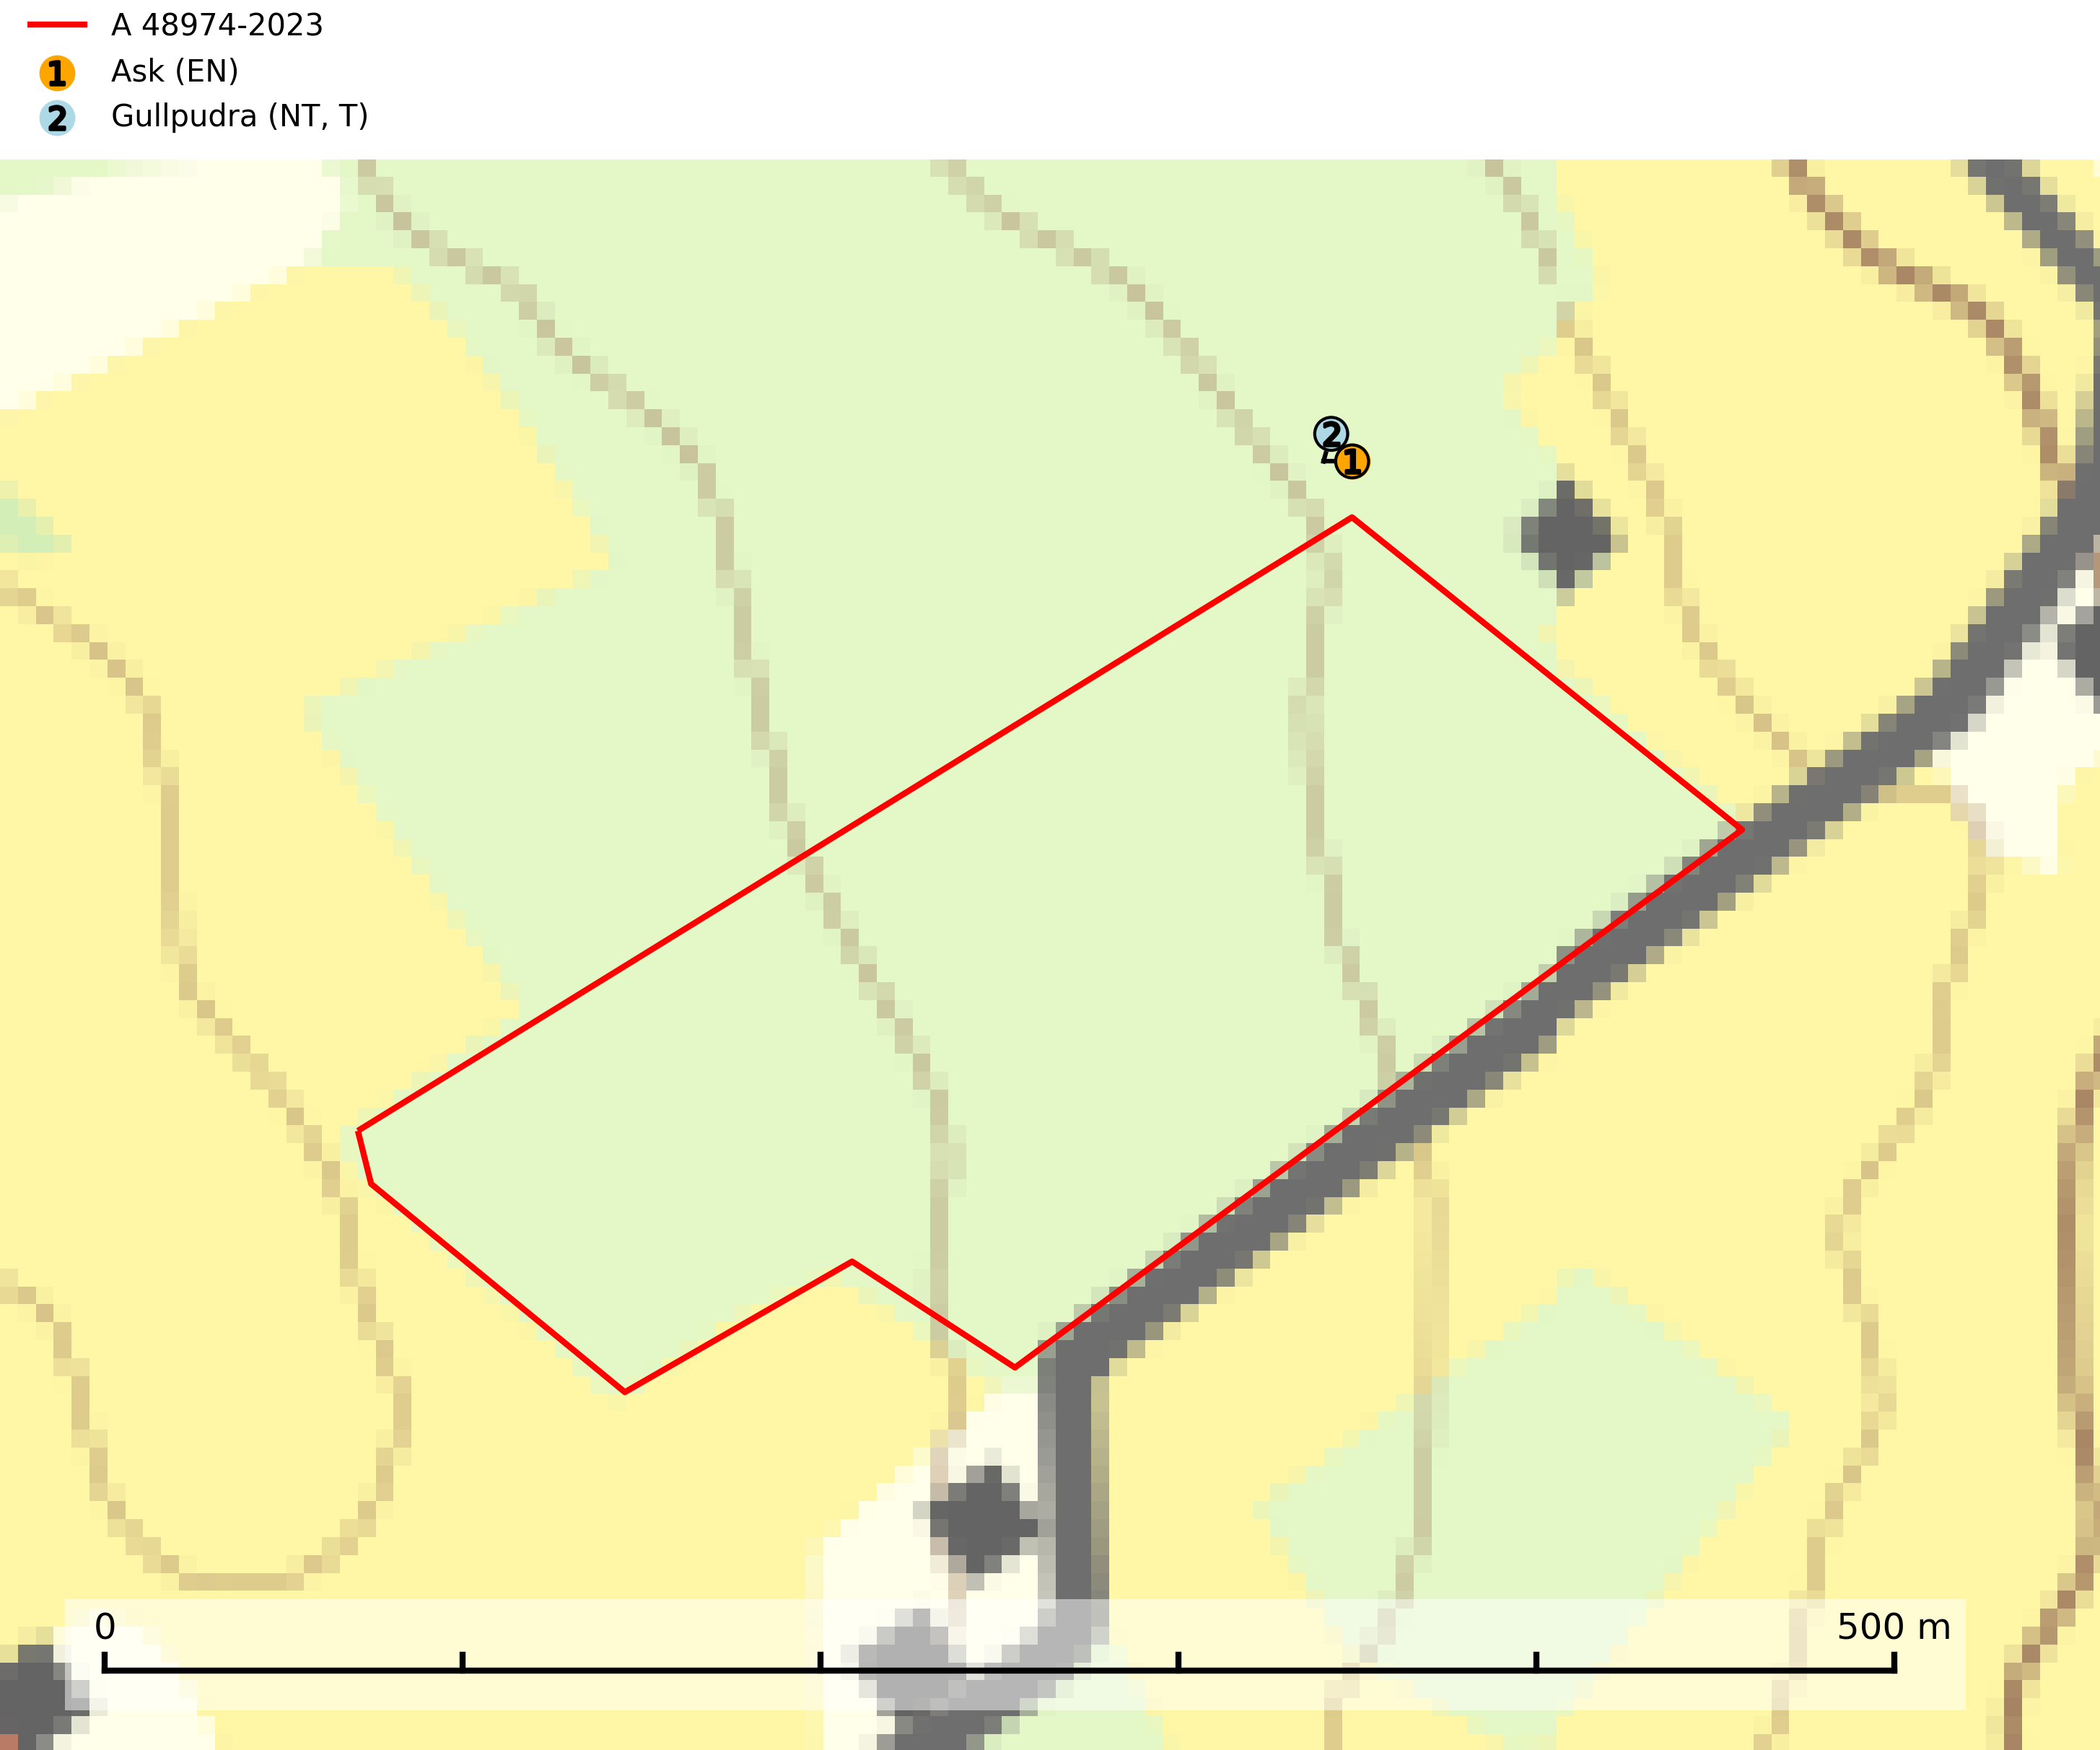 A 48974-2023
1 Ask (EN)
2 Gullpudra (NT, T)
2
1
0 500 m